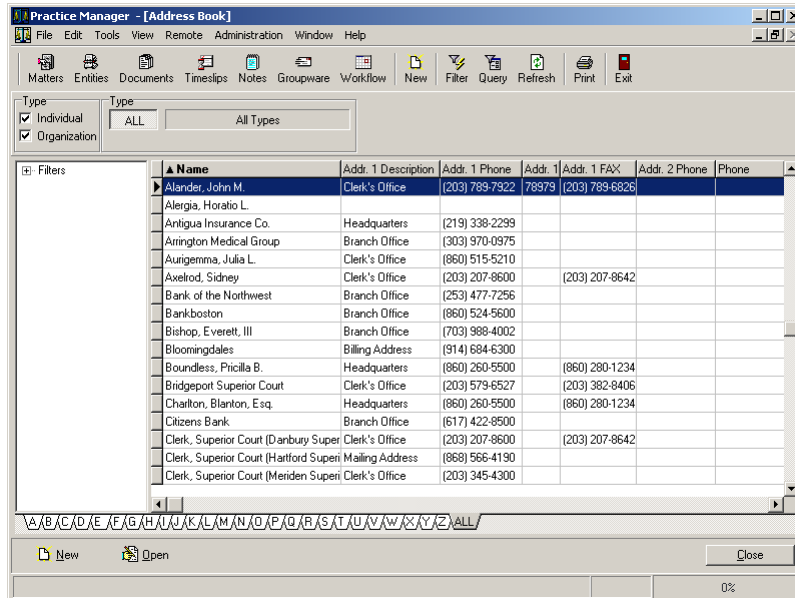 Practice Manager - [Address Book]
File Edit Tools View Remote Administration Window Help
Matters Entities Documents Timeslips Notes Groupware Workflow New Filter Query Refresh Print Exit
Type Type
Individual ALL All Types
Organization
Filters
Name Addr. 1 Description Addr. 1 Phone Addr. 1 Addr. 1 FAX Addr. 2 Phone Phone
Alander, John M. Clerk's Office (203) 789-7922 78979 (203) 789-6826
Alergia, Horatio L.
Antigua Insurance Co. Headquarters (219) 338-2299
Arrington Medical Group Branch Office (303) 970-0975
Aurigemma, Julia L. Clerk's Office (860) 515-5210
Axelrod, Sidney Clerk's Office (203) 207-8600 (203) 207-8642
Bank of the Northwest Branch Office (253) 477-7256
Bankboston Branch Office (860) 524-5600
Bishop, Everett, III Branch Office (703) 988-4002
Bloomingdales Billing Address (914) 684-6300
Boundless, Pricilla B. Headquarters (860) 260-5500 (860) 280-1234
Bridgeport Superior Court Clerk's Office (203) 579-6527 (203) 382-8406
Charlton, Blanton, Esq. Headquarters (860) 260-5500 (860) 280-1234
Citizens Bank Branch Office (617) 422-8500
Clerk, Superior Court (Danbury Super Clerk's Office (203) 207-8600 (203) 207-8642
Clerk, Superior Court (Hartford Superi Mailing Address (868) 566-4190
Clerk, Superior Court (Meriden Superi Clerk's Office (203) 345-4300
A B C D E F G H I J K L M N O P Q R S T U V W X Y Z ALL
New Open Close
0%